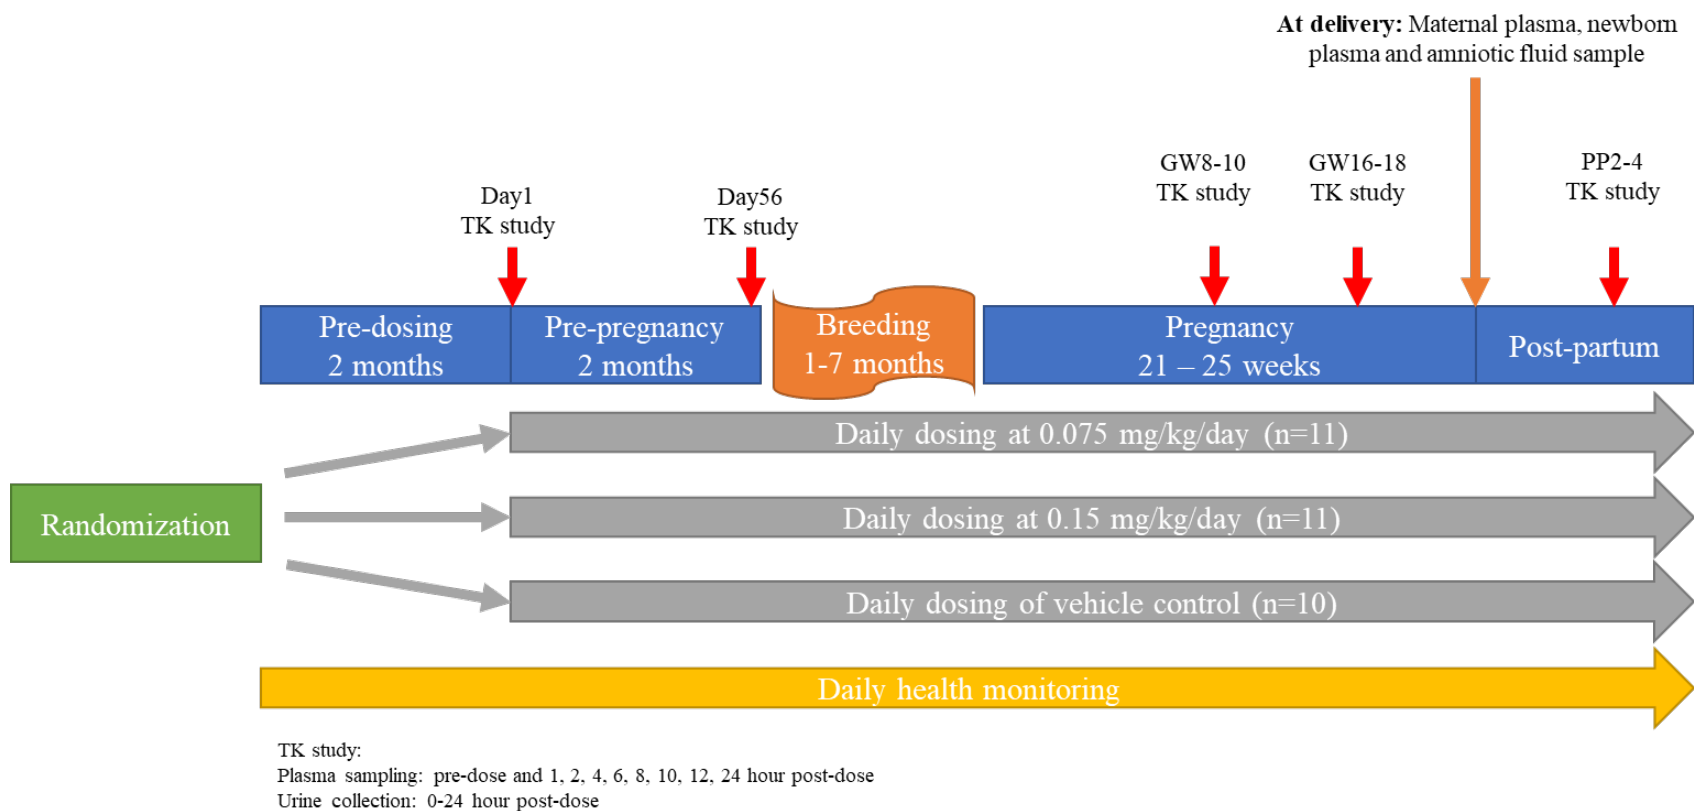 At delivery: Maternal plasma, newborn
plasma and amniotic fluid sample
GW8-10
TK study
GW16-18
TK study
PP2-4
TK study
Day1
TK study
Day56
TK study
Pre-dosing
2 months
Pre-pregnancy
2 months
Breeding
1-7 months
Pregnancy
21 – 25 weeks
Post-partum
Daily dosing at 0.075 mg/kg/day (n=11)
Randomization
Daily dosing at 0.15 mg/kg/day (n=11)
Daily dosing of vehicle control (n=10)
Daily health monitoring
TK study:
Plasma sampling: pre-dose and 1, 2, 4, 6, 8, 10, 12, 24 hour post-dose
Urine collection: 0-24 hour post-dose